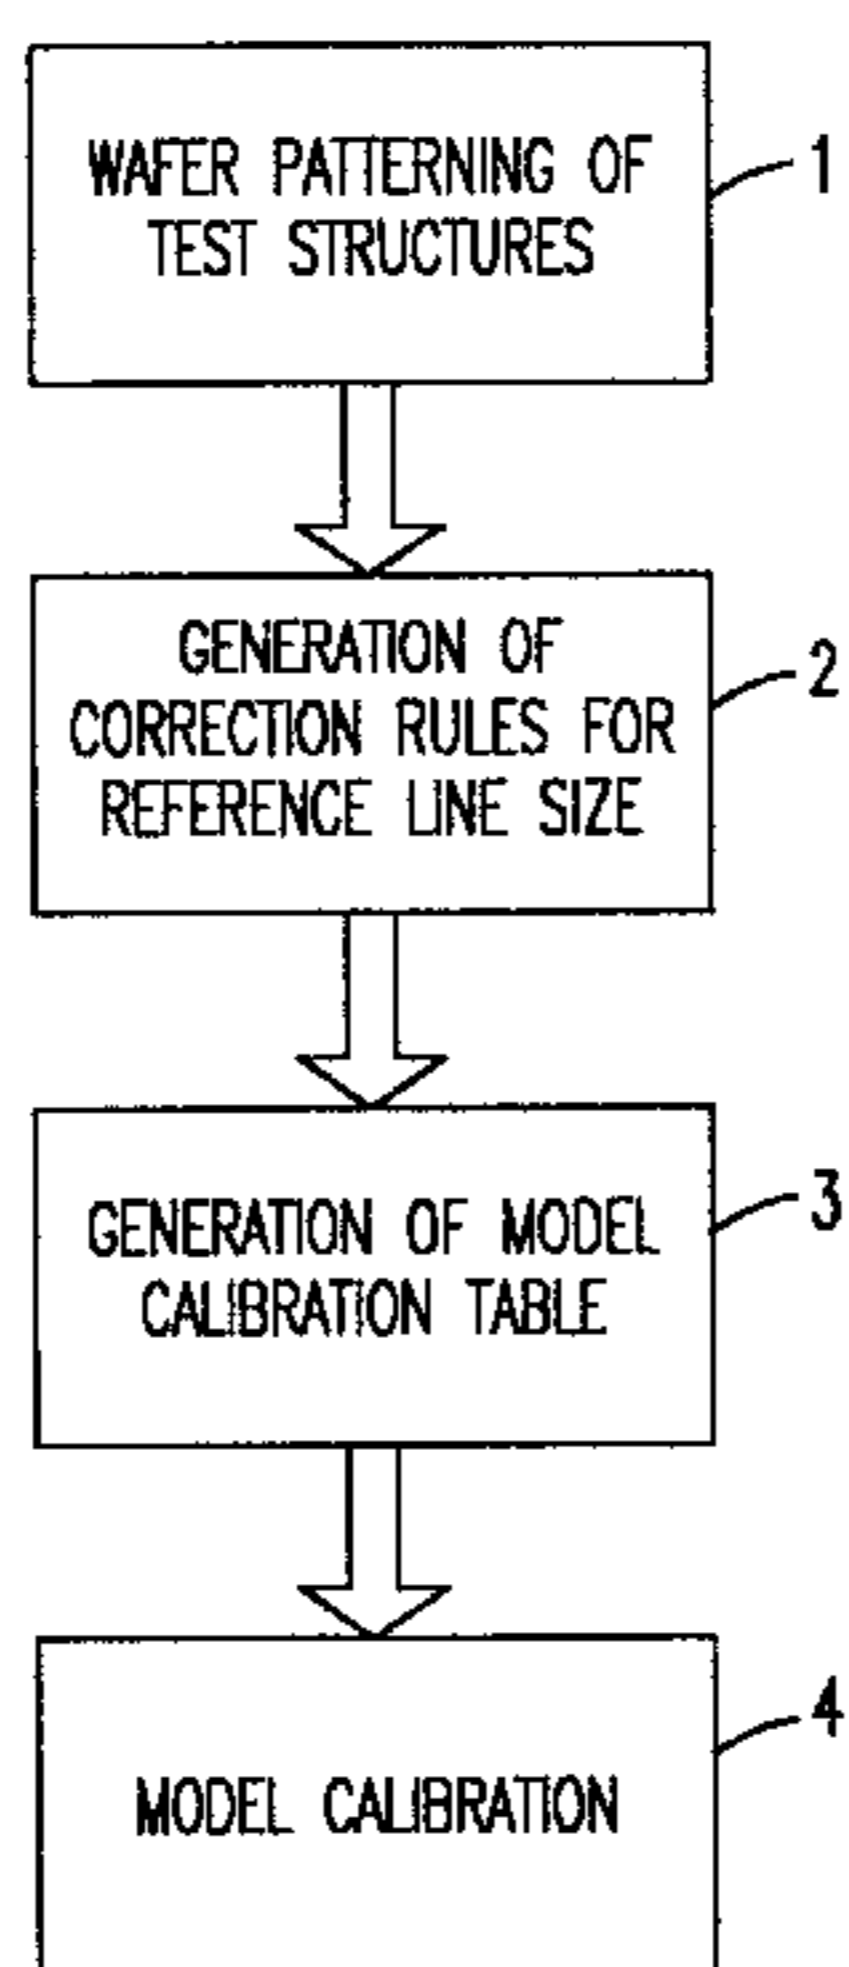 WAFER PATTERNING OF
TEST STRUCTURES
1
GENERATION OF
CORRECTION RULES FOR
REFERENCE LINE SIZE
2
GENERATION OF MODEL
CALIBRATION TABLE
3
MODEL CALIBRATION
4